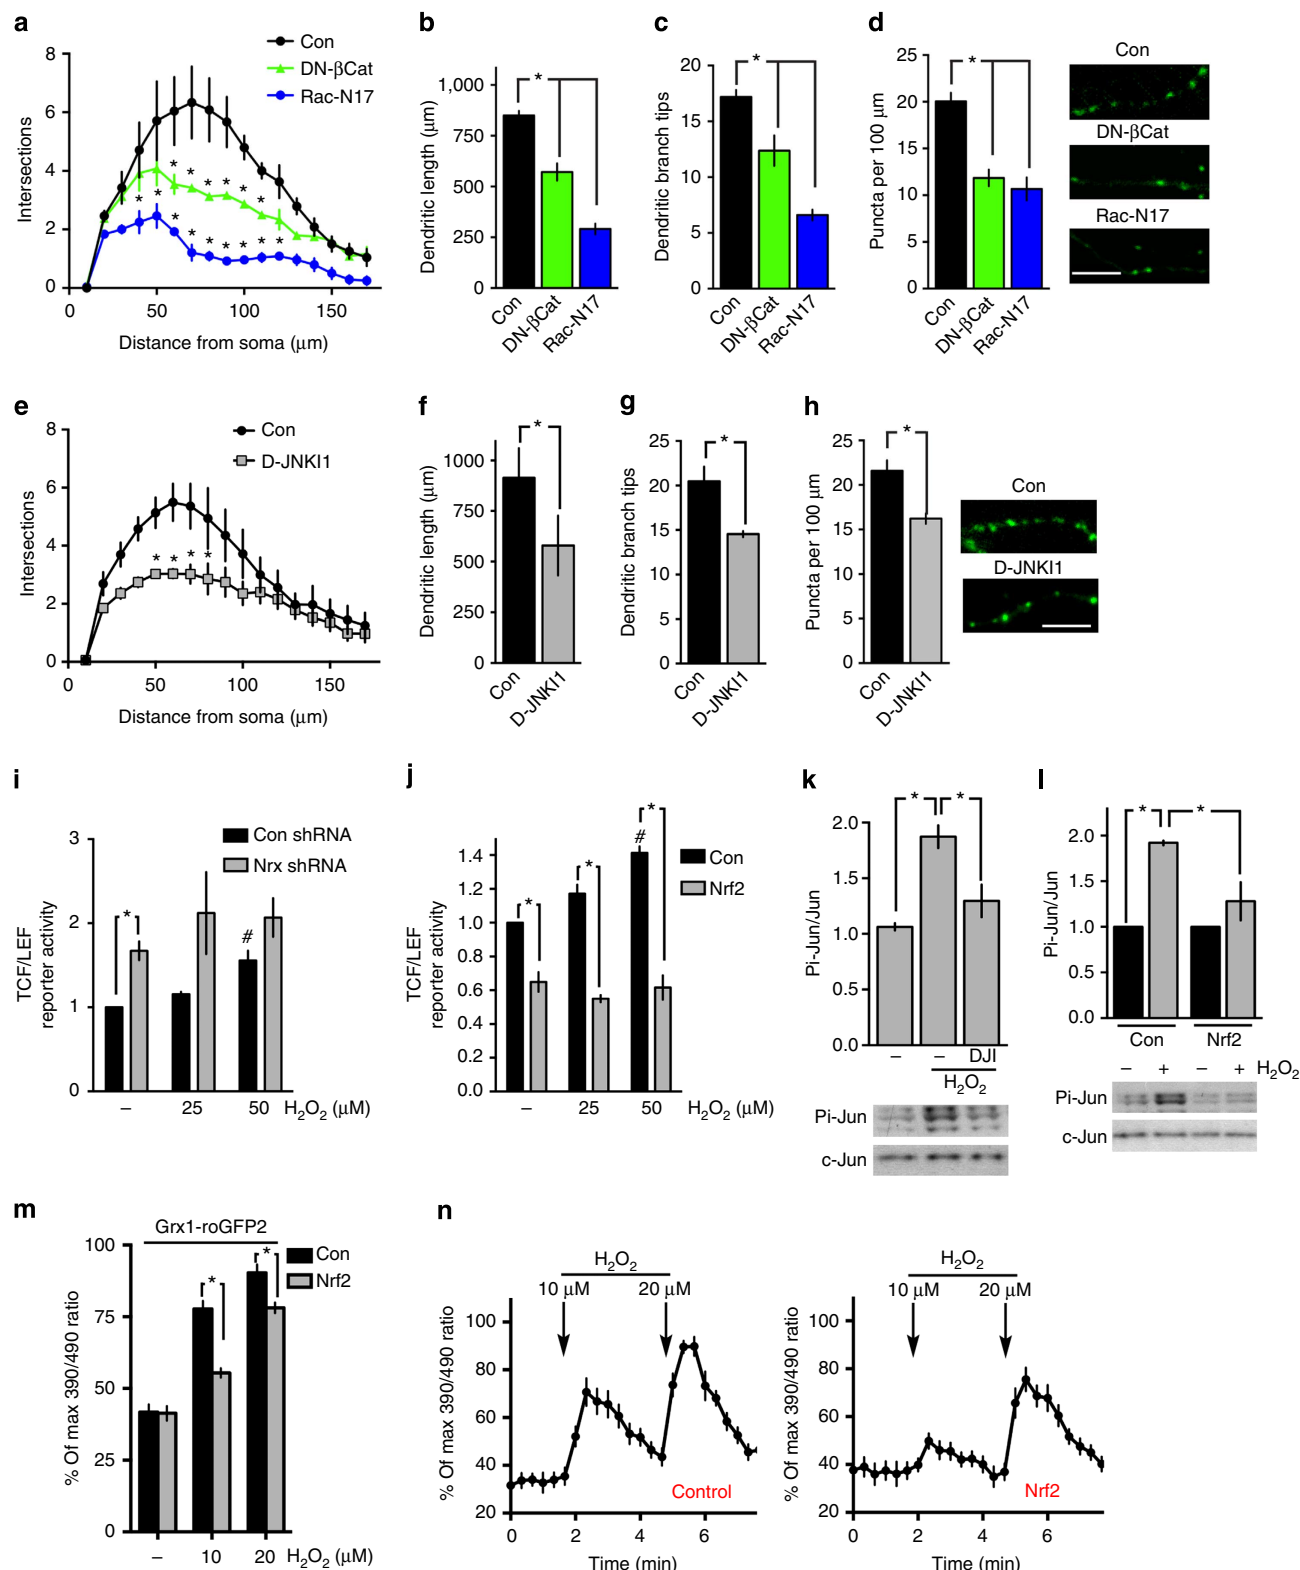 a
Con
DN-βCat
Rac-N17
8
6
4
2
0
Intersections
* * * * * *
* * * * * * * * *
0 50 100 150
Distance from soma (μm)
b
1,000
750
500
250
0
Dendritic length (μm)
*
Con
DN-βCat
Rac-N17
c
20
15
10
5
0
Dendritic branch tips
*
Con
DN-βCat
Rac-N17
d
25
20
15
10
5
0
Puncta per 100 μm
*
Con
DN-βCat
Rac-N17
Con
DN-βCat
Rac-N17
e
Con
D-JNKI1
8
6
4
2
0
Intersections
* * * *
0 50 100 150
Distance from soma (μm)
f
1000
750
500
250
0
Dendritic length (μm)
*
Con
D-JNKI1
g
25
20
15
10
5
0
Dendritic branch tips
*
Con
D-JNKI1
h
25
20
15
10
5
0
Puncta per 100 μm
*
Con
D-JNKI1
Con
D-JNKI1
i
Con shRNA
Nrx shRNA
3
2
1
0
TCF/LEF
reporter activity
*
#
– 25 50 H2O2 (μM)
j
Con
Nrf2
1.4
1.2
1.0
0.8
0.6
0.4
0.2
0.0
TCF/LEF
reporter activity
* * *
#
– 25 50 H2O2 (μM)
k
2.0
1.5
1.0
0.5
0.0
Pi-Jun/Jun
* *
– – DJI
H2O2
Pi-Jun
c-Jun
l
2.0
1.5
1.0
0.5
0.0
Pi-Jun/Jun
* *
Con Nrf2
– + – + H2O2
Pi-Jun
c-Jun
m
Grx1-roGFP2
Con
Nrf2
100
75
50
25
0
% Of max 390/490 ratio
* *
– 10 20 H2O2 (μM)
n
H2O2
10 μM 20 μM
100
80
60
40
20
% Of max 390/490 ratio
Control
0 2 4 6
Time (min)
H2O2
10 μM 20 μM
100
80
60
40
20
% Of max 390/490 ratio
Nrf2
0 2 4 6
Time (min)